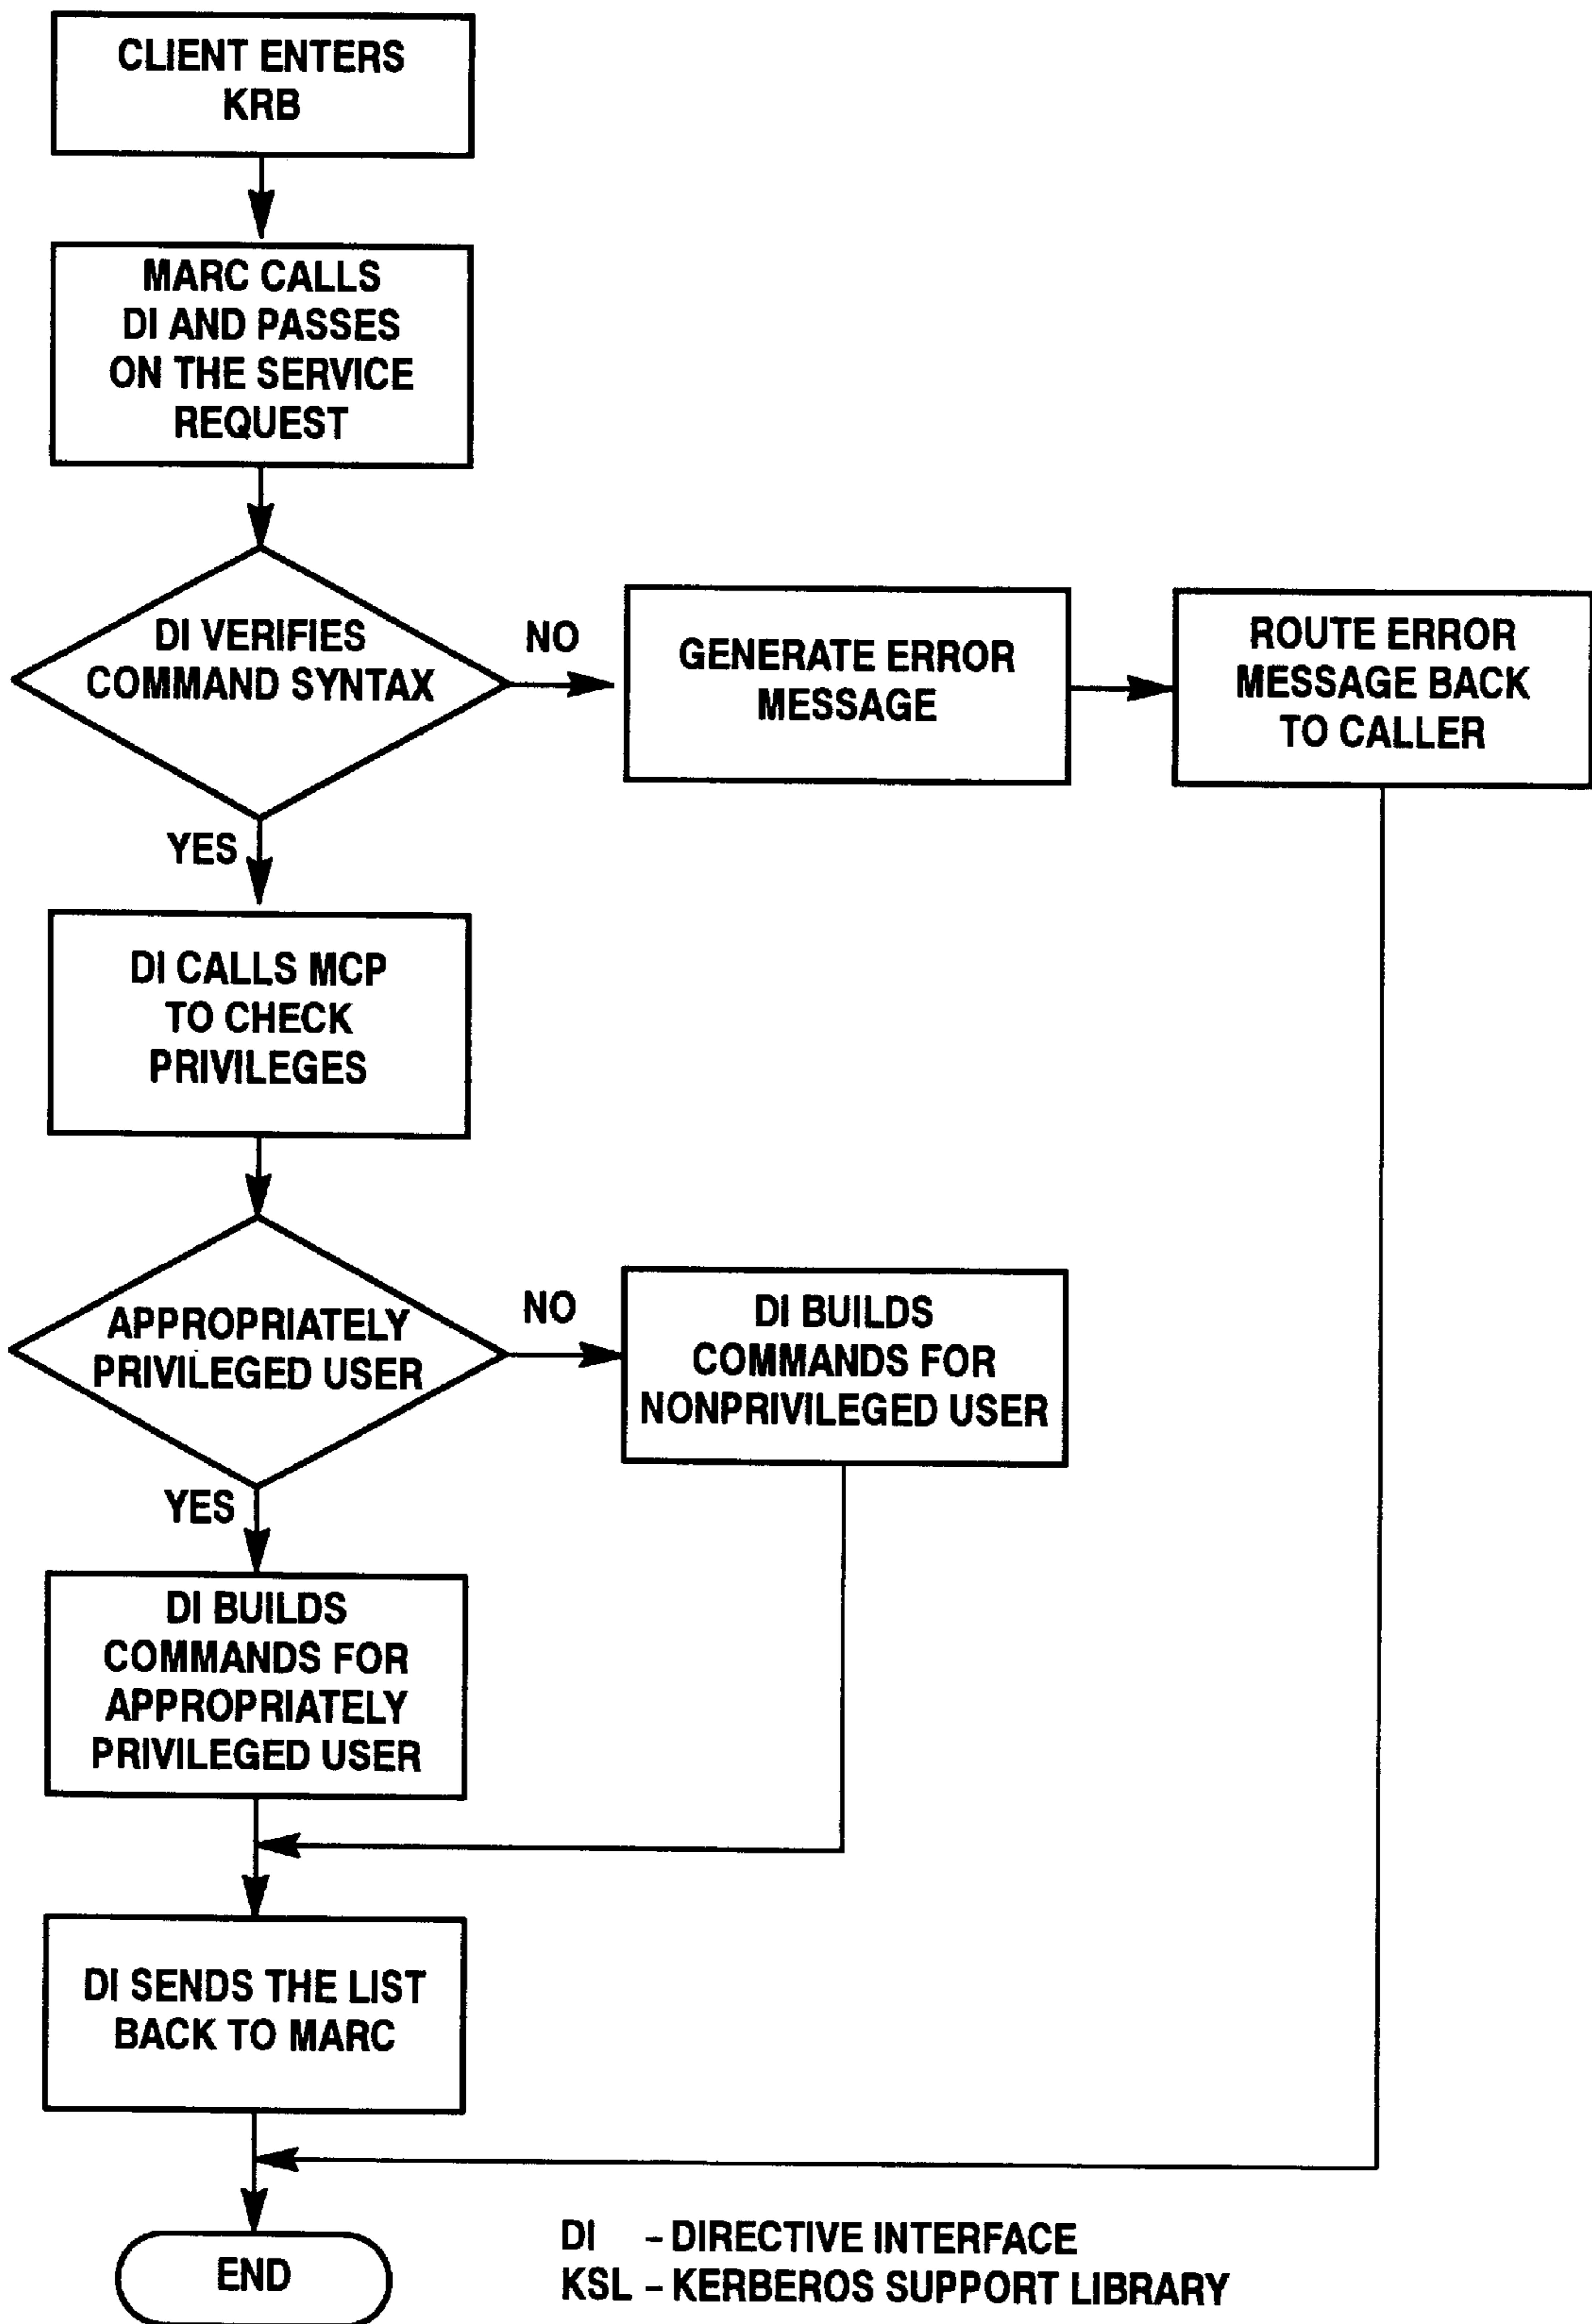 CLIENT ENTERS
KRB
MARC CALLS
DI AND PASSES
ON THE SERVICE
REQUEST
DI VERIFIES
COMMAND SYNTAX
NO
GENERATE ERROR
MESSAGE
ROUTE ERROR
MESSAGE BACK
TO CALLER
YES
DI CALLS MCP
TO CHECK
PRIVILEGES
APPROPRIATELY
PRIVILEGED USER
NO
DI BUILDS
COMMANDS FOR
NONPRIVILEGED USER
YES
DI BUILDS
COMMANDS FOR
APPROPRIATELY
PRIVILEGED USER
DI SENDS THE LIST
BACK TO MARC
END
DI – DIRECTIVE INTERFACE
KSL – KERBEROS SUPPORT LIBRARY